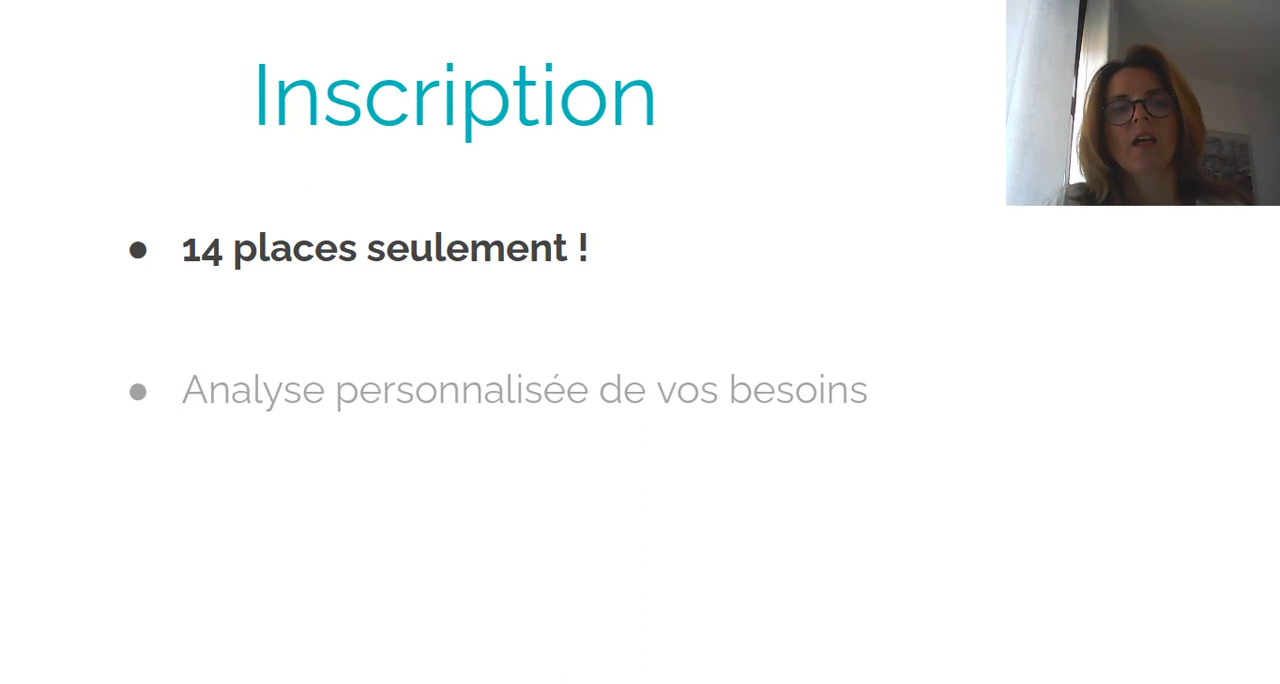 Inscription
● 14 places seulement !
● Analyse personnalisée de vos besoins